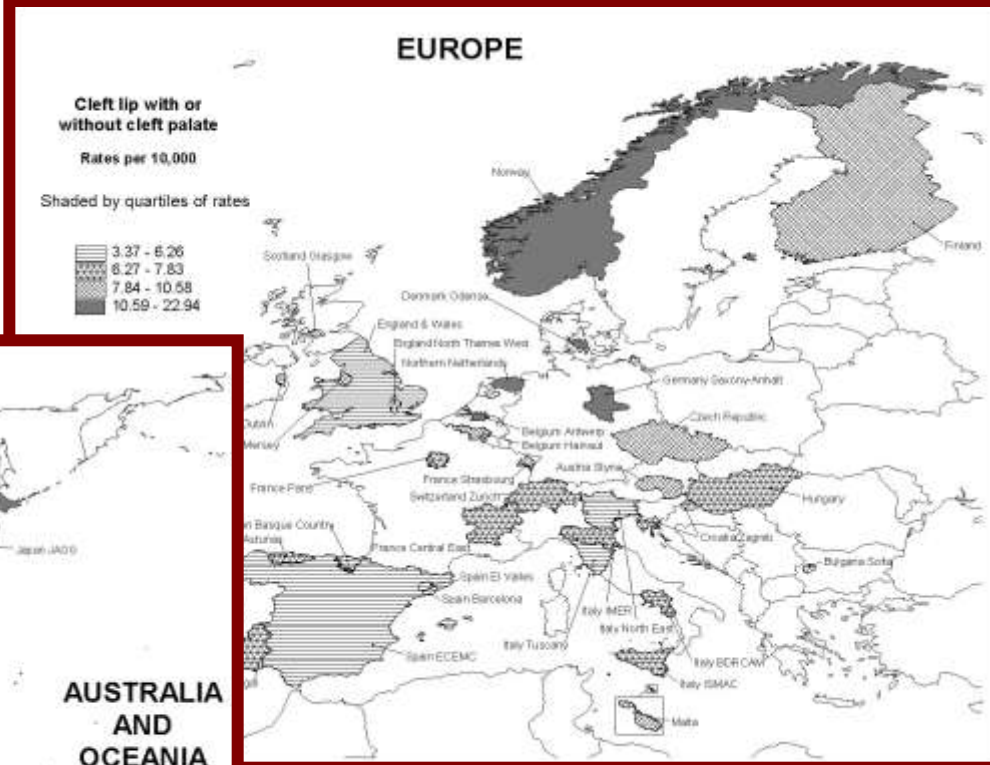 EUROPE
Cleft lip with or
without cleft palate
Rates per 10,000
Shaded by quartiles of rates
3.37 - 6.26
6.27 - 7.83
7.84 - 10.58
10.59 - 22.94
Norway
Finland
Scotland Glasgow
Denmark Odense
England & Wales
England North Thames West
Northern Netherlands
Germany Saxony-Anhalt
Dublin
Mersey
Czech Republic
Belgium Antwerp
Belgium Hainaut
Austria Styria
France Strasbourg
France Paris
Switzerland Zurich
Hungary
Basque Country
Asturias
France Central East
Croatia Zagreb
Bulgaria Sofia
Spain El Valles
Spain Barcelona
Italy IMER
Italy North East
Italy Tuscany
Spain ECEMC
Italy BDRCAM
Italy ISMAC
Malta
Japan JAOG
AUSTRALIA
AND
OCEANIA